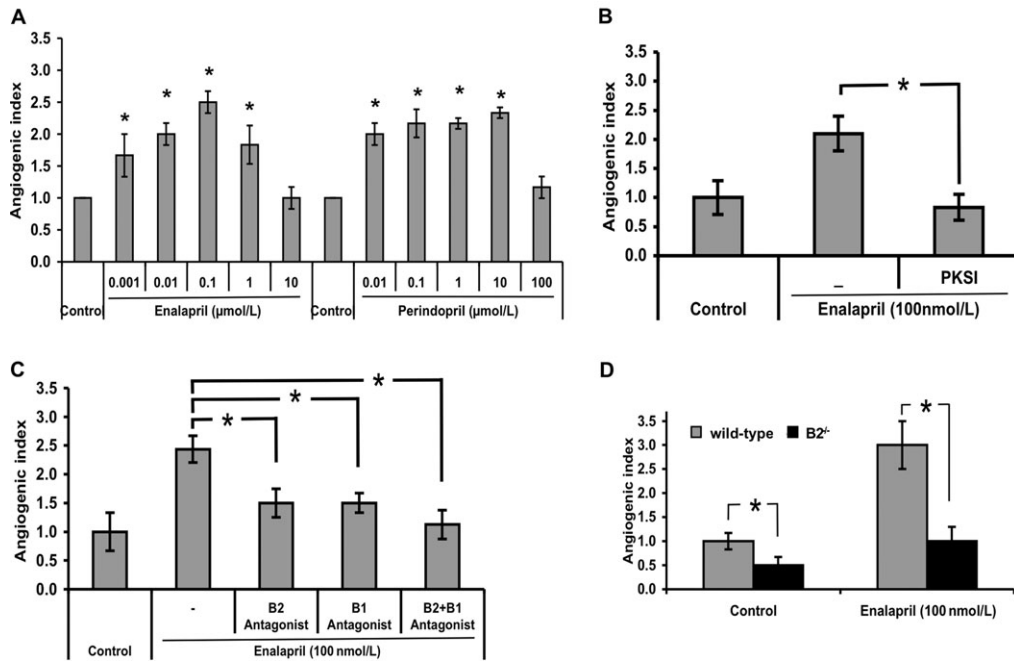 A
Angiogenic index
3.5
3.0
2.5
2.0
1.5
1.0
0.5
0.0
* * * * * * * *
0.001 0.01 0.1 1 10 0.01 0.1 1 10 100
Control Enalapril (µmol/L) Control Perindopril (µmol/L)
B
Angiogenic index
3.5
3.0
2.5
2.0
1.5
1.0
0.5
0.0
*
– PKSI
Control Enalapril (100nmol/L)
C
Angiogenic index
3.5
3.0
2.5
2.0
1.5
1.0
0.5
0.0
*
*
*
- B2 B1 B2+B1
Antagonist Antagonist Antagonist
Control Enalapril (100 nmol/L)
D
Angiogenic index
3.5
3.0
2.5
2.0
1.5
1.0
0.5
0.0
wild-type B2-/-
*
*
Control Enalapril (100 nmol/L)